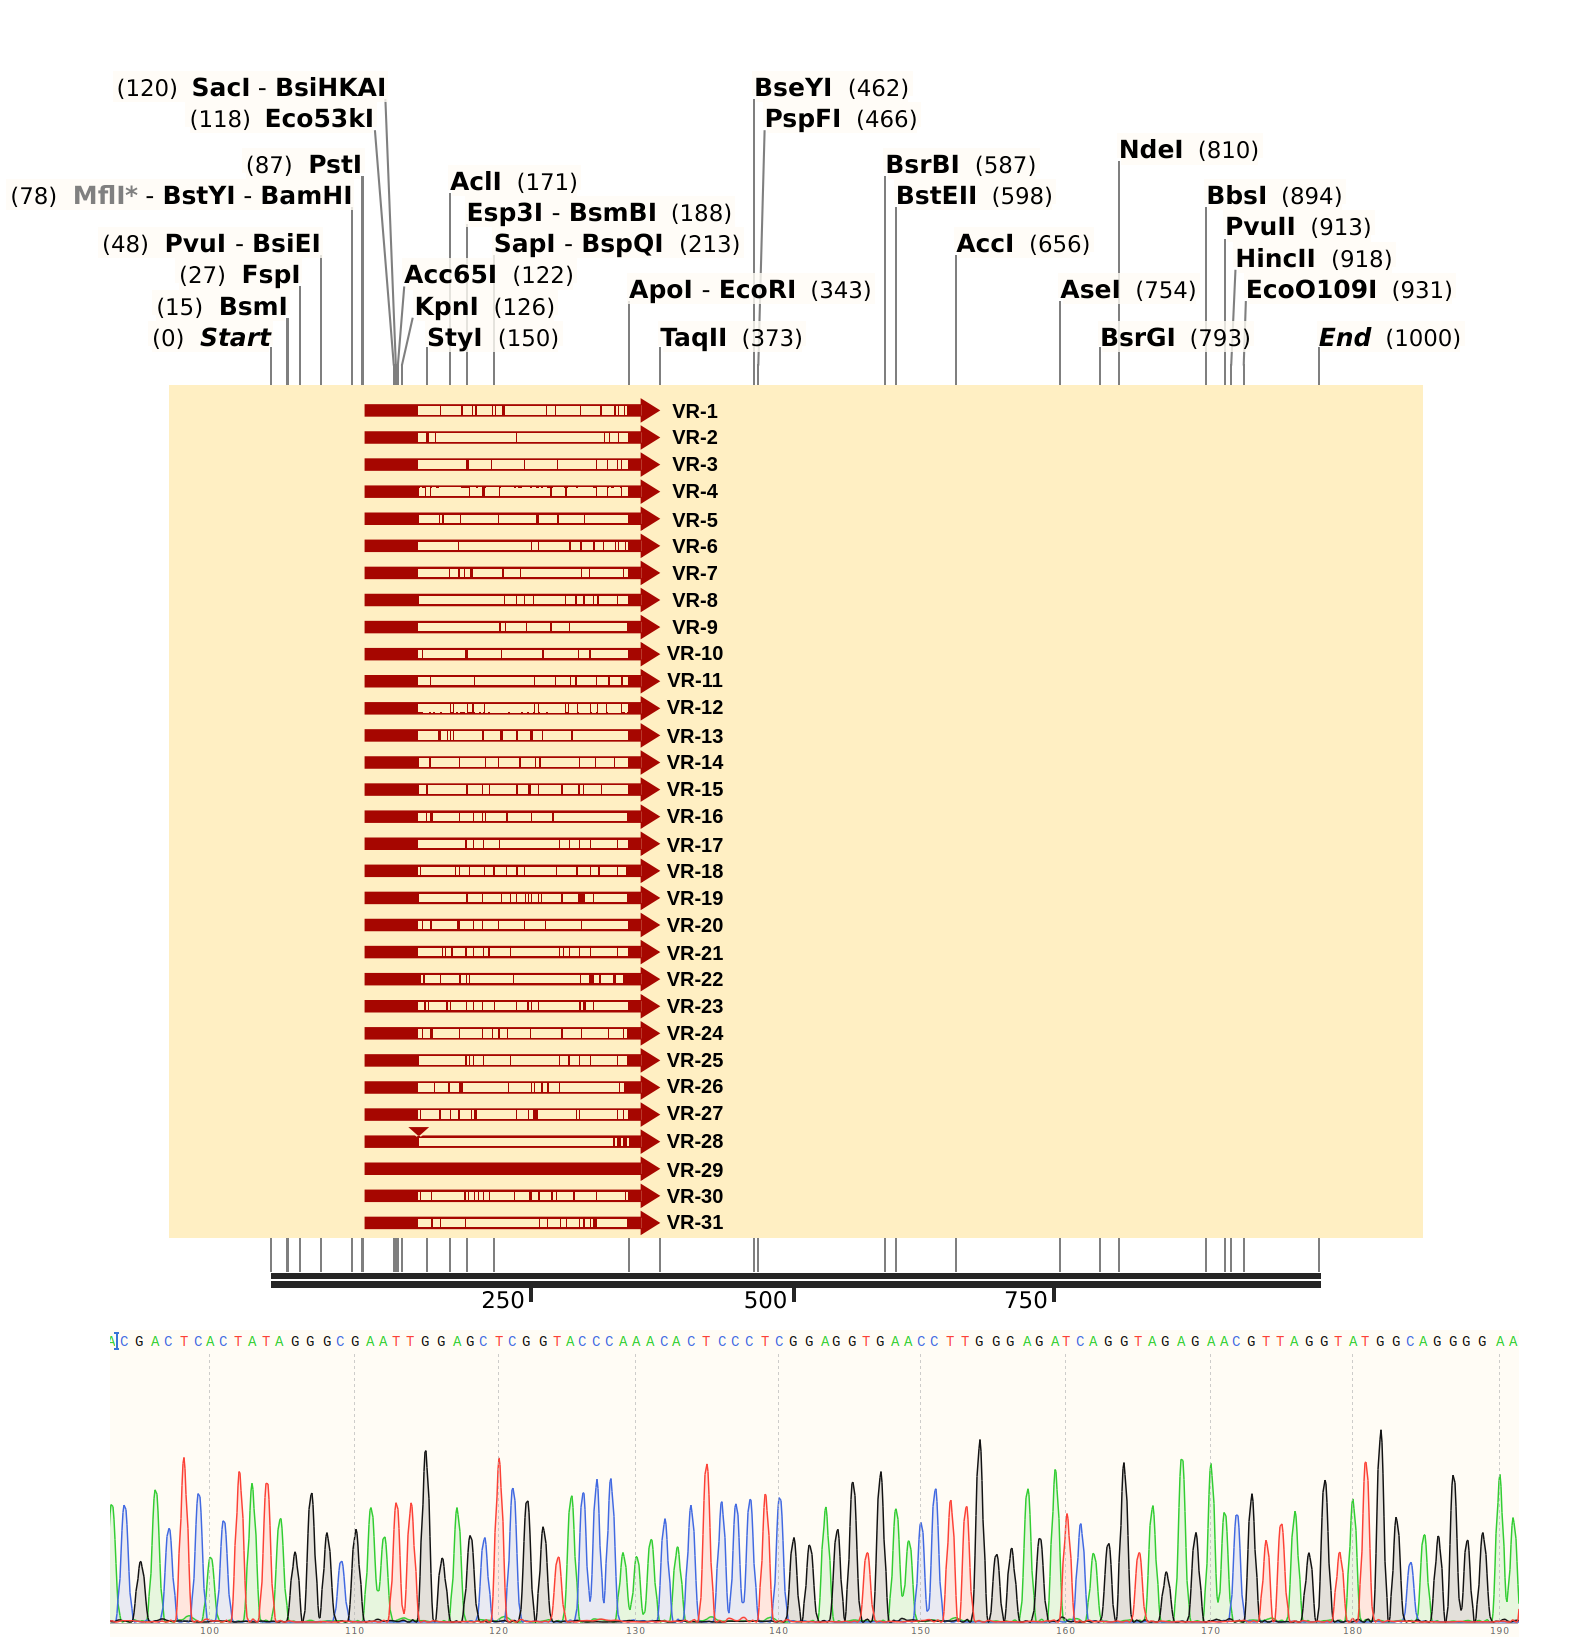 (120) SacI - BsiHKAI
(118) Eco53kI
(87) PstI
(78) MflI* - BstYI - BamHI
(48) PvuI - BsiEI
(27) FspI
(15) BsmI
(0) Start
AclI (171)
Esp3I - BsmBI (188)
SapI - BspQI (213)
Acc65I (122)
KpnI (126)
StyI (150)
ApoI - EcoRI (343)
TaqII (373)
BseYI (462)
PspFI (466)
BsrBI (587)
BstEII (598)
AccI (656)
NdeI (810)
AseI (754)
BsrGI (793)
BbsI (894)
PvuII (913)
HincII (918)
EcoO109I (931)
End (1000)
VR-1
VR-2
VR-3
VR-4
VR-5
VR-6
VR-7
VR-8
VR-9
VR-10
VR-11
VR-12
VR-13
VR-14
VR-15
VR-16
VR-17
VR-18
VR-19
VR-20
VR-21
VR-22
VR-23
VR-24
VR-25
VR-26
VR-27
VR-28
VR-29
VR-30
VR-31
250 500 750
A C G A C T C A C T A T A G G G C G A A T T G G A G C T C G G T A C C C A A A C A C T C C C T C G G A G G T G A A C C T T G G G A G A T C A G G T A G A G A A C G T T A G G T A T G G C A G G G G A A
100 110 120 130 140 150 160 170 180 190